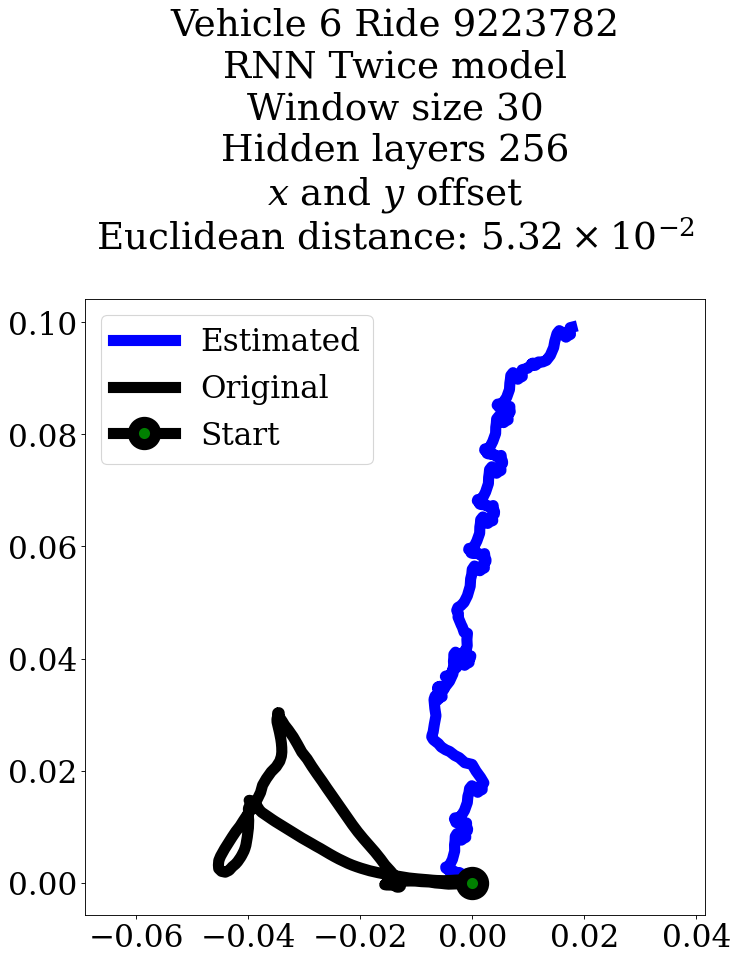 Vehicle 6 Ride 9223782
RNN Twice model
Window size 30
Hidden layers 256
x and y offset
Euclidean distance: 5.32 × 10⁻²
Estimated
Original
Start
0.10
0.08
0.06
0.04
0.02
0.00
−0.06
−0.04
−0.02
0.00
0.02
0.04